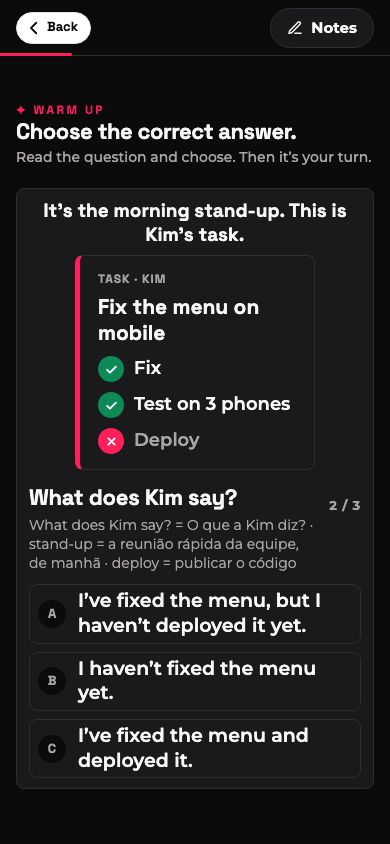 Back
Notes
WARM UP
Choose the correct answer.
Read the question and choose. Then it's your turn.
It's the morning stand-up. This is
Kim's task.
TASK · KIM
Fix the menu on
mobile
Fix
Test on 3 phones
Deploy
What does Kim say?
2 / 3
What does Kim say? = O que a Kim diz? ·
stand-up = a reunião rápida da equipe,
de manhã · deploy = publicar o código
A
I've fixed the menu, but I
haven't deployed it yet.
B
I haven't fixed the menu
yet.
C
I've fixed the menu and
deployed it.